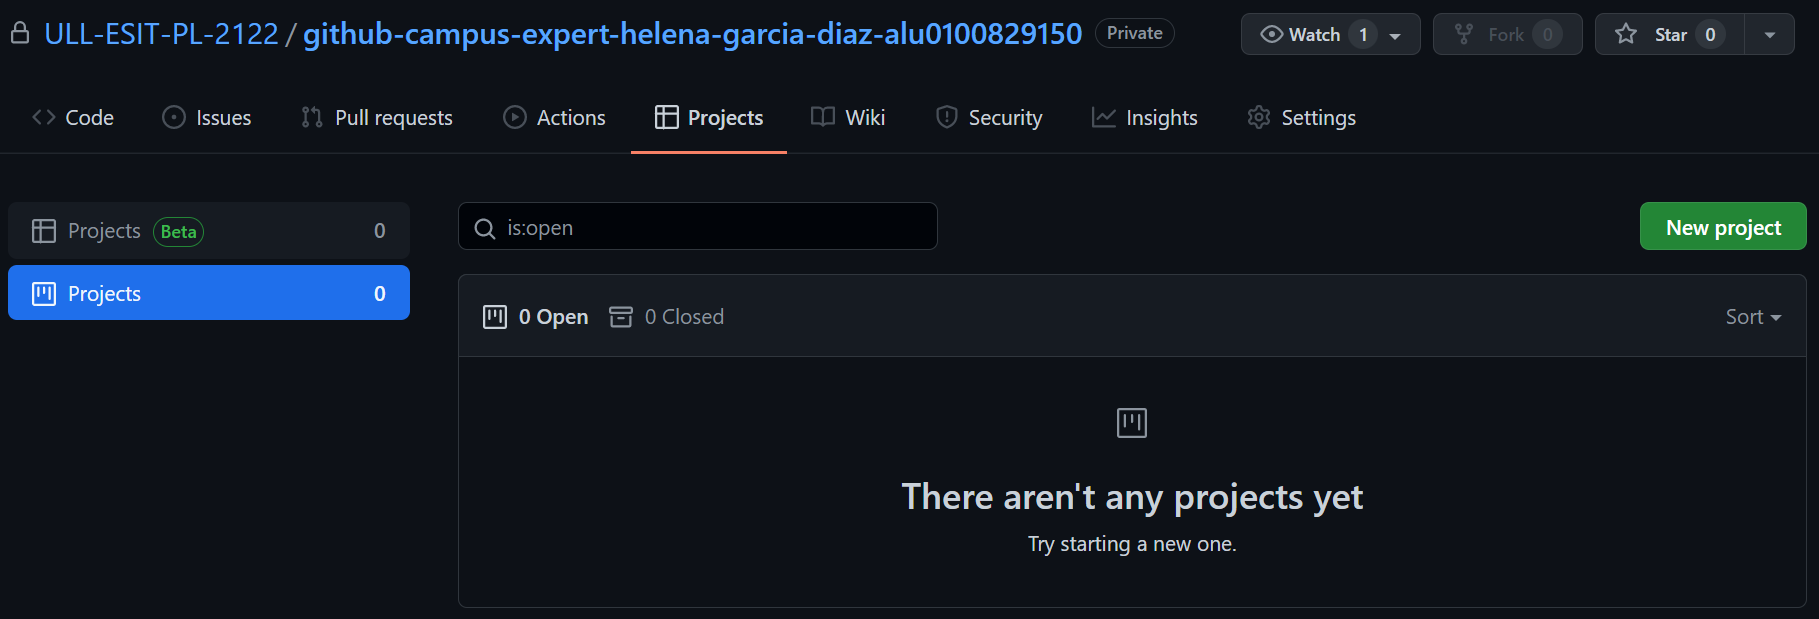 ULL-ESIT-PL-2122 / github-campus-expert-helena-garcia-diaz-alu0100829150 Private Watch 1 Fork 0 Star 0
Code Issues Pull requests Actions Projects Wiki Security Insights Settings
Projects Beta 0
Projects 0
is:open
New project
0 Open 0 Closed Sort
There aren't any projects yet
Try starting a new one.